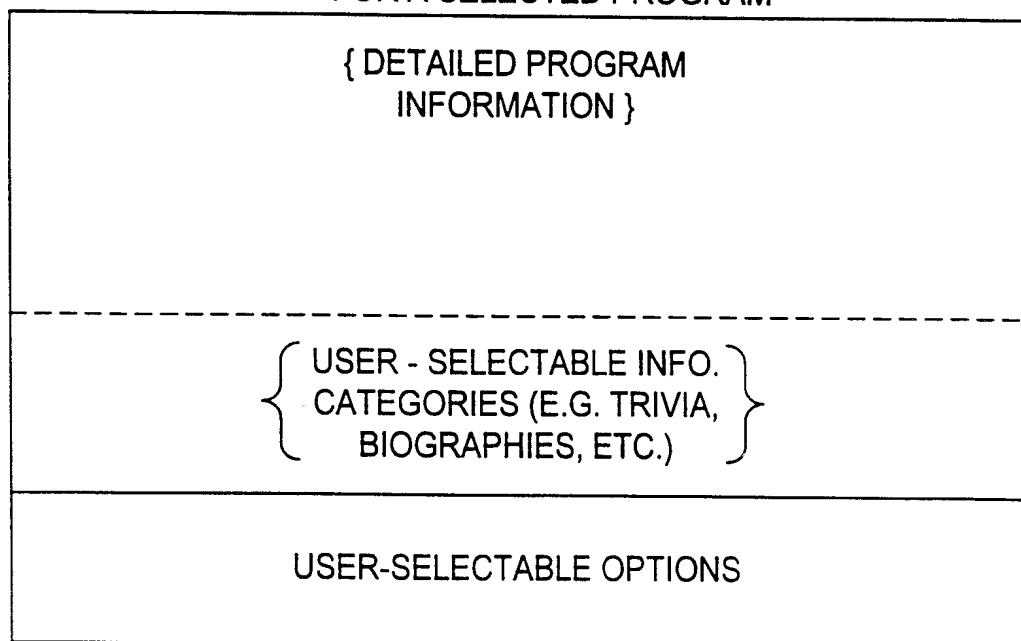 FOR A SELECTED PROGRAM
{ DETAILED PROGRAM
INFORMATION }
USER - SELECTABLE INFO.
CATEGORIES (E.G. TRIVIA,
BIOGRAPHIES, ETC.)
USER-SELECTABLE OPTIONS